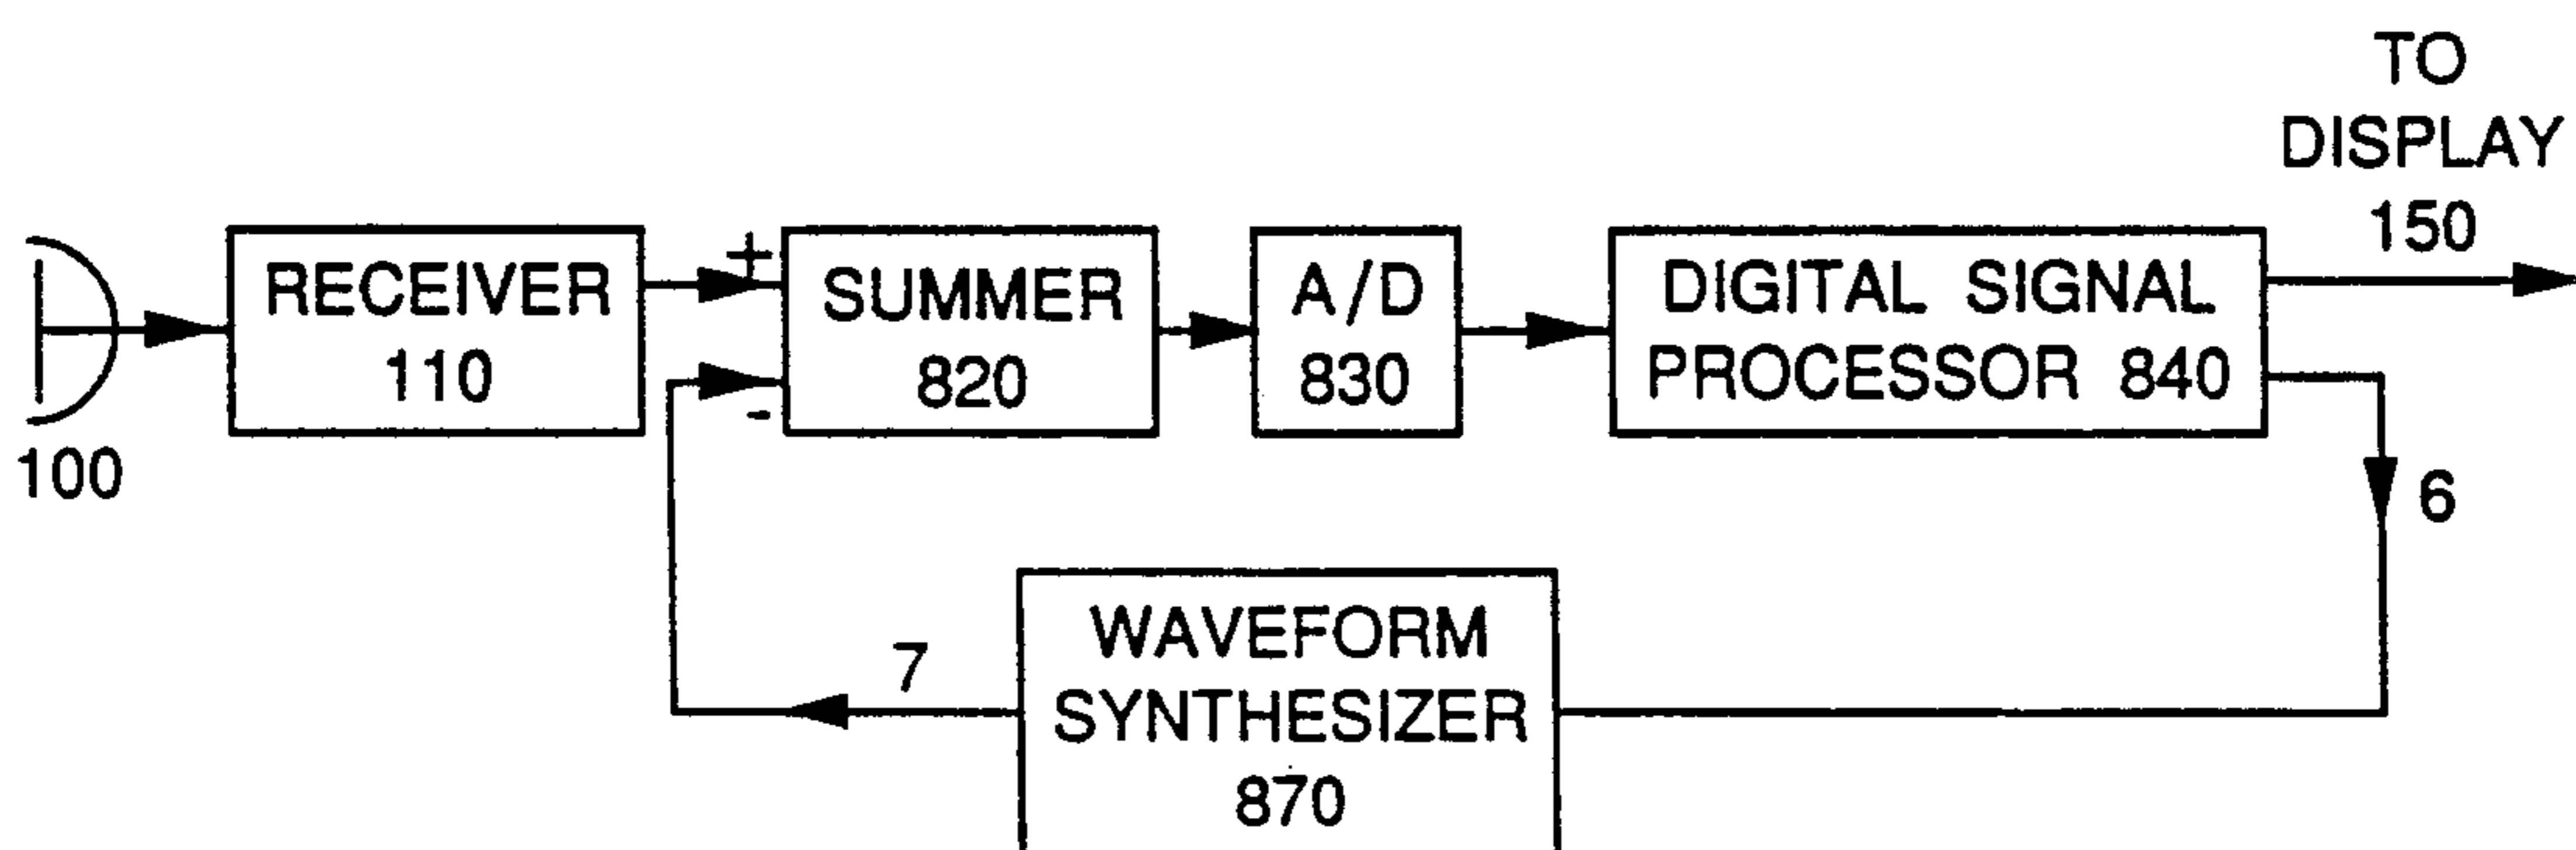 TO
DISPLAY
150
RECEIVER
110
+
-
SUMMER
820
A/D
830
DIGITAL SIGNAL
PROCESSOR 840
100
6
7
WAVEFORM
SYNTHESIZER
870